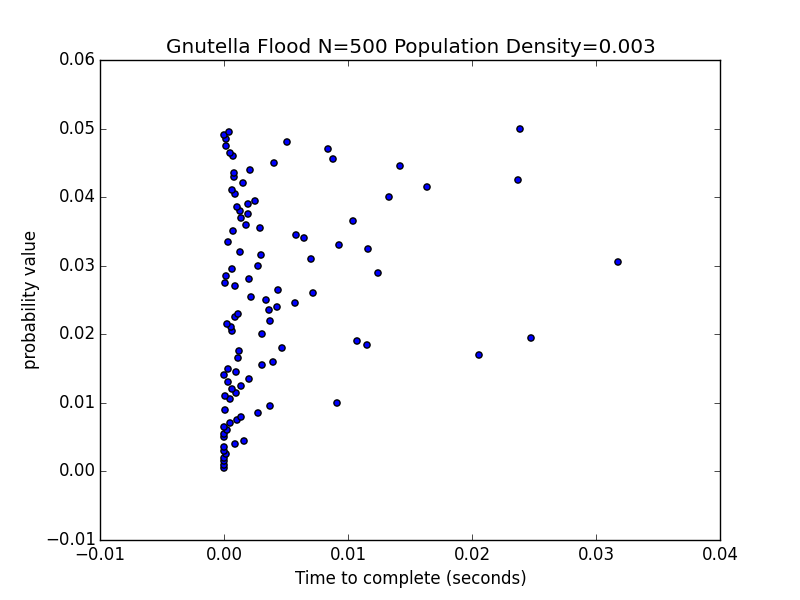 Gnutella Flood N=500 Population Density=0.003
0.06
0.05
0.04
0.03
0.02
0.01
0.00
−0.01
probability value
−0.01 0.00 0.01 0.02 0.03 0.04
Time to complete (seconds)